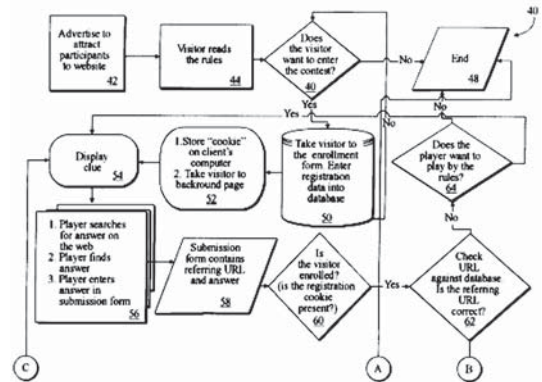 Advertise to
attract
participants
to website
42
Visitor reads
the rules
44
Does
the visitor
want to enter
the contest?
40
No
End
48
40
Yes
Yes
No
No
Display
clue
54
1.Store "cookie"
on client's
computer
2. Take visitor to
backround page
52
Take visitor to
the enrollment
form. Enter
registration
data into
database
50
Does the
player want to
play by the
rules?
64
No
1. Player searches
for answer on
the web
2. Player finds
answer
3. Player enters
answer in
submission form
56
Submission
form contains
referring URL
and answer
58
Is
the visitor
enrolled?
(is the registration
cookie
present?)
60
Yes
Check
URL
against database
Is the referring
URL
correct?
62
C
A
B